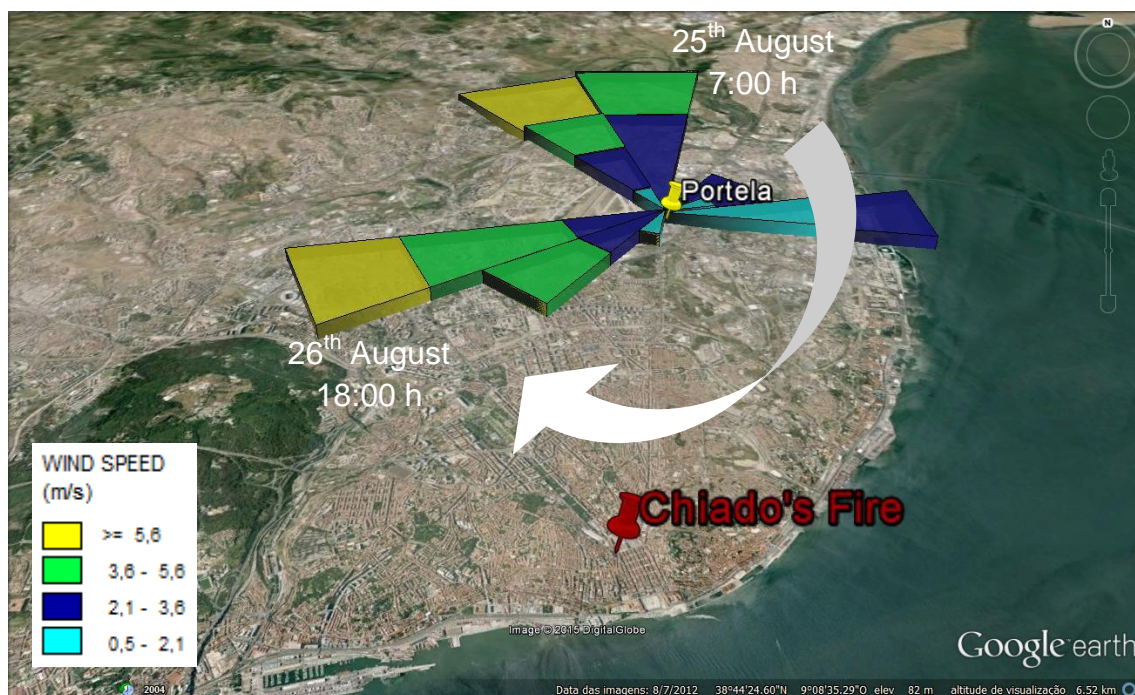 25th August
7:00 h
N
Portela
26th August
18:00 h
WIND SPEED
(m/s)
>= 5,6
3,6 - 5,6
2,1 - 3,6
0,5 - 2,1
Chiado's Fire
Image © 2015 DigitalGlobe
Google earth
2004
Data das imagens: 8/7/2012 38°44'24.60"N 9°08'35.29"O elev 82 m altitude de visualização 6.52 km